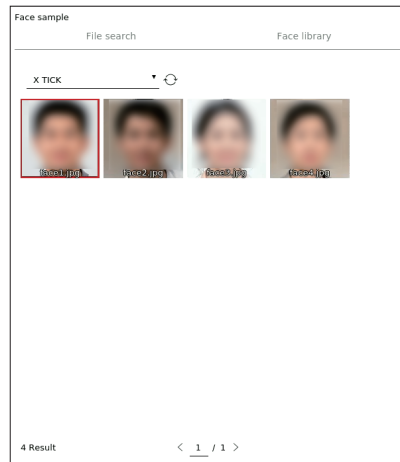 Face sample
File search Face library
X TICK
face1.jpg face2.jpg face3.jpg face4.jpg
4 Result < 1 / 1 >